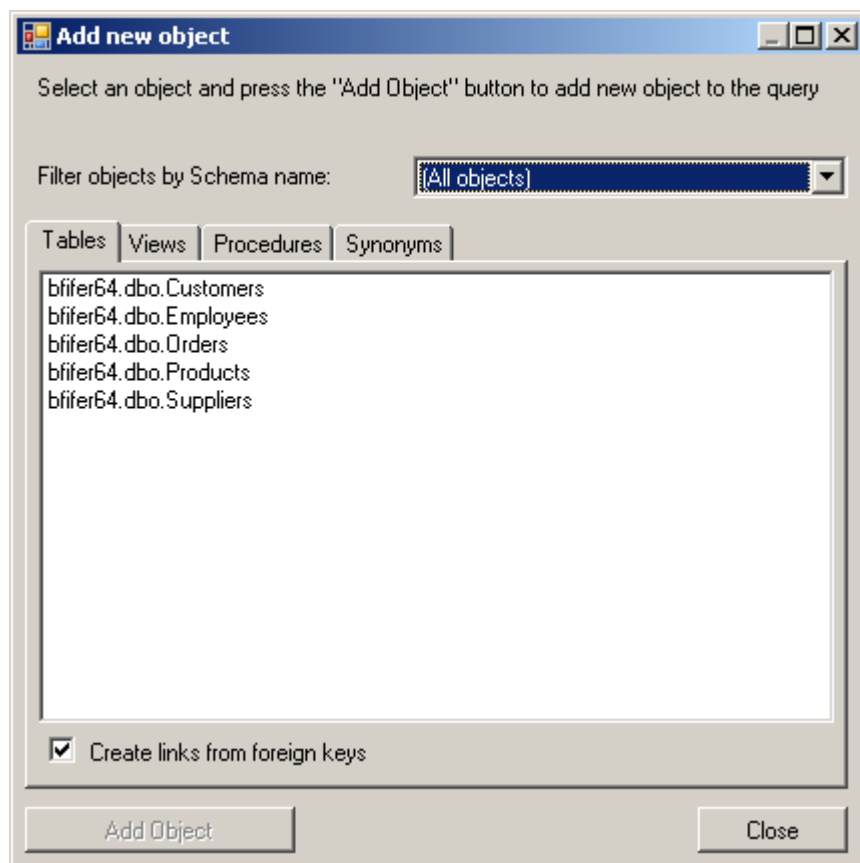 Add new object
Select an object and press the "Add Object" button to add new object to the query
Filter objects by Schema name: (All objects)
Tables Views Procedures Synonyms
bfifer64.dbo.Customers
bfifer64.dbo.Employees
bfifer64.dbo.Orders
bfifer64.dbo.Products
bfifer64.dbo.Suppliers
Create links from foreign keys
Add Object Close